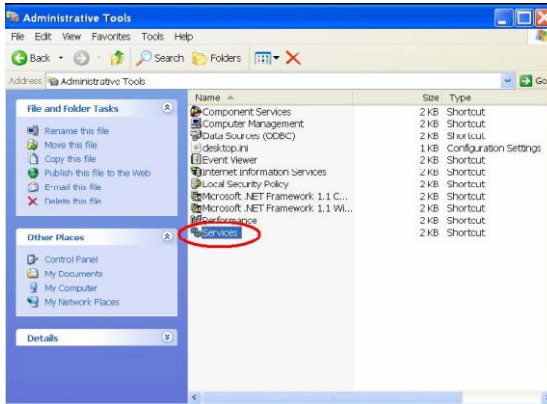 Administrative Tools
File Edit View Favorites Tools Help
Back Search Folders
Address Administrative Tools Go
Name Size Type
File and Folder Tasks
Rename this file
Move this file
Copy this file
Publish this file to the Web
E-mail this file
Delete this file
Other Places
Control Panel
My Documents
My Computer
My Network Places
Details
Component Services 2 KB Shortcut
Computer Management 2 KB Shortcut
Data Sources (ODBC) 2 KB Shortcut
desktop.ini 1 KB Configuration Settings
Event Viewer 2 KB Shortcut
Internet Information Services 2 KB Shortcut
Local Security Policy 2 KB Shortcut
Microsoft .NET Framework 1.1 C... 2 KB Shortcut
Microsoft .NET Framework 1.1 Wi... 2 KB Shortcut
Performance 2 KB Shortcut
Services 2 KB Shortcut